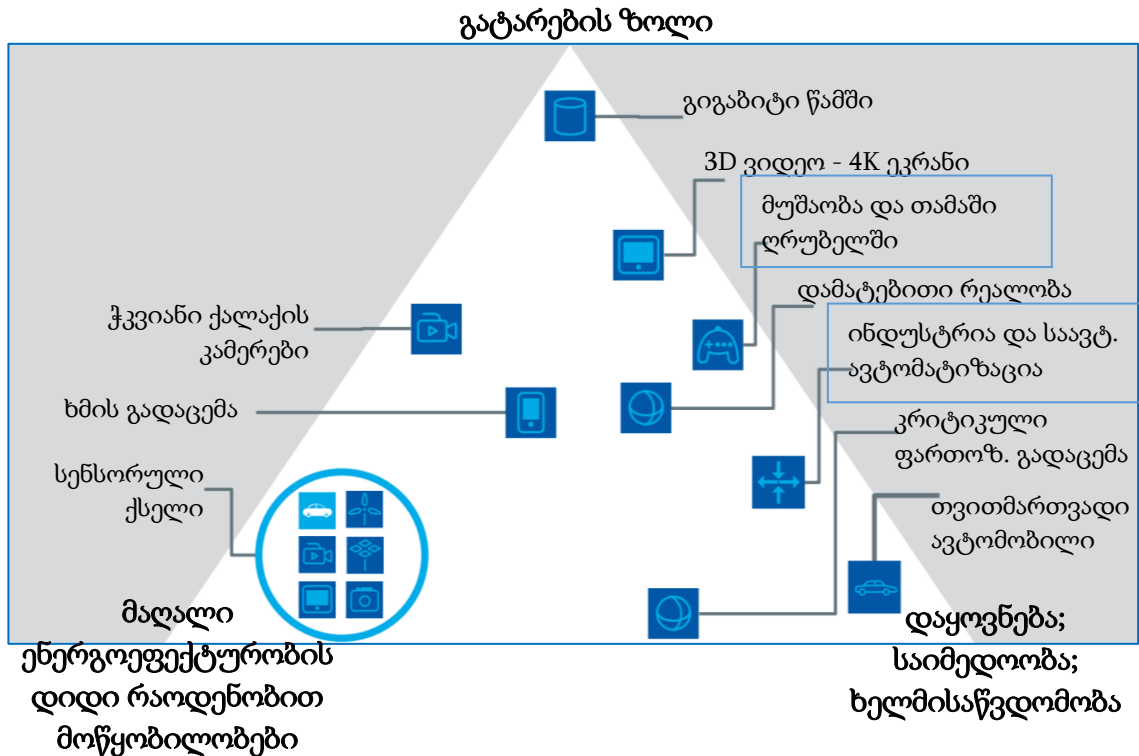 გატარების ზოლი
გიგაბიტი წამში
3D ვიდეო - 4K ეკრანი
მუშაობა და თამაში
ღრუბელში
დამატებითი რეალობა
ჭკვიანი ქალაქის
კამერები
ინდუსტრია და საავტ.
ავტომატიზაცია
ხმის გადაცემა
კრიტიკული
ფართოზ. გადაცემა
სენსორული
ქსელი
თვითმართვადი
ავტომობილი
მაღალი
ენერგოეფექტურობის
დიდი რაოდენობით
მოწყობილობები
დაყოვნება;
საიმედოობა;
ხელმისაწვდომობა